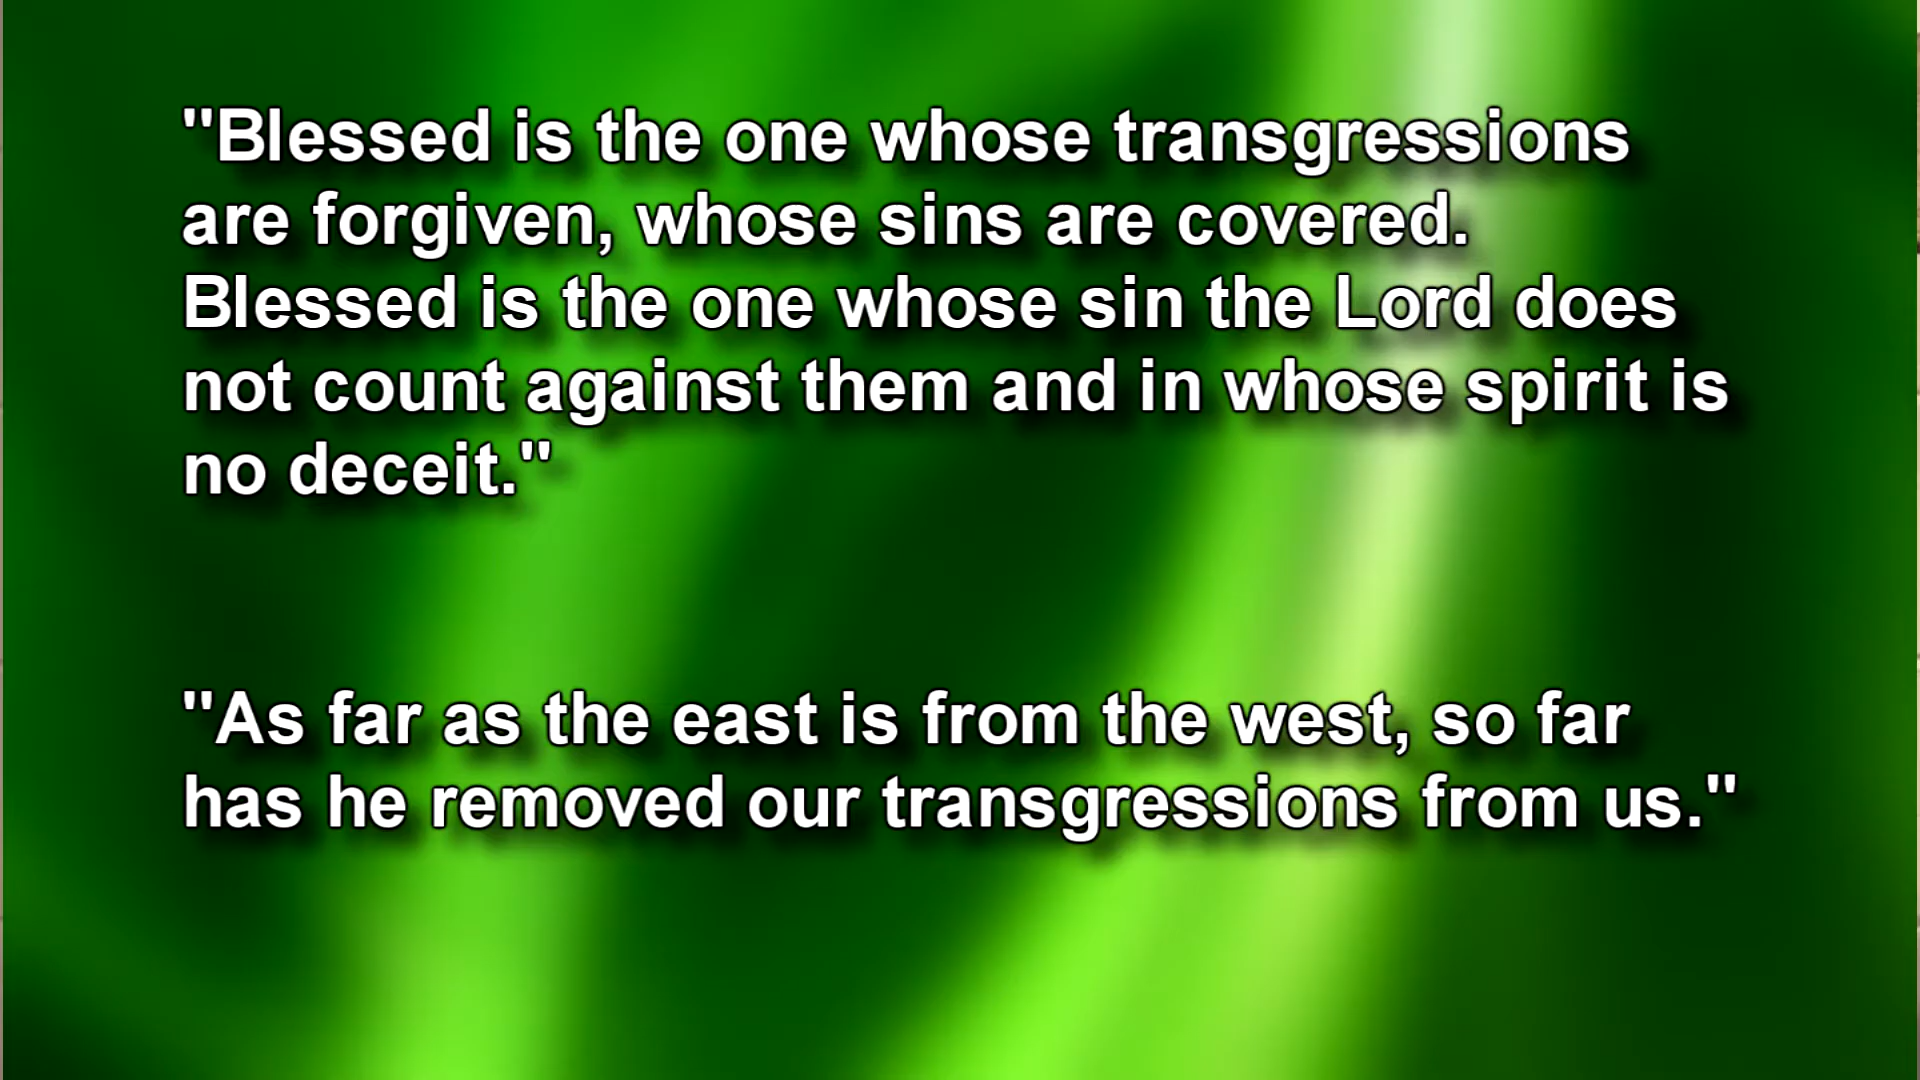 "Blessed is the one whose transgressions
are forgiven, whose sins are covered.
Blessed is the one whose sin the Lord does
not count against them and in whose spirit is
no deceit."
"As far as the east is from the west, so far
has he removed our transgressions from us."